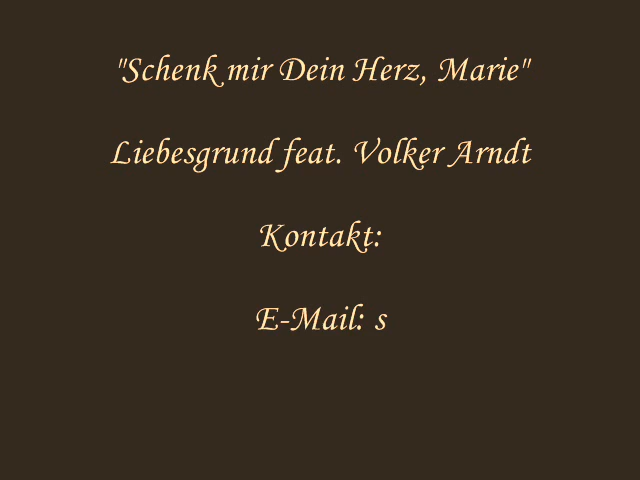 "Schenk mir Dein Herz, Marie"
Liebesgrund feat. Volker Arndt
Kontakt:
E-Mail: s